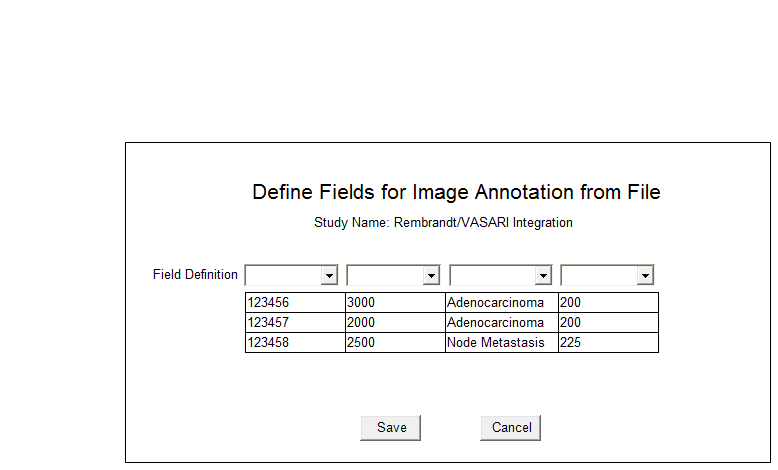 Define Fields for Image Annotation from File
Study Name: Rembrandt/VASARI Integration
Field Definition
123456 3000 Adenocarcinoma 200
123457 2000 Adenocarcinoma 200
123458 2500 Node Metastasis 225
Save Cancel